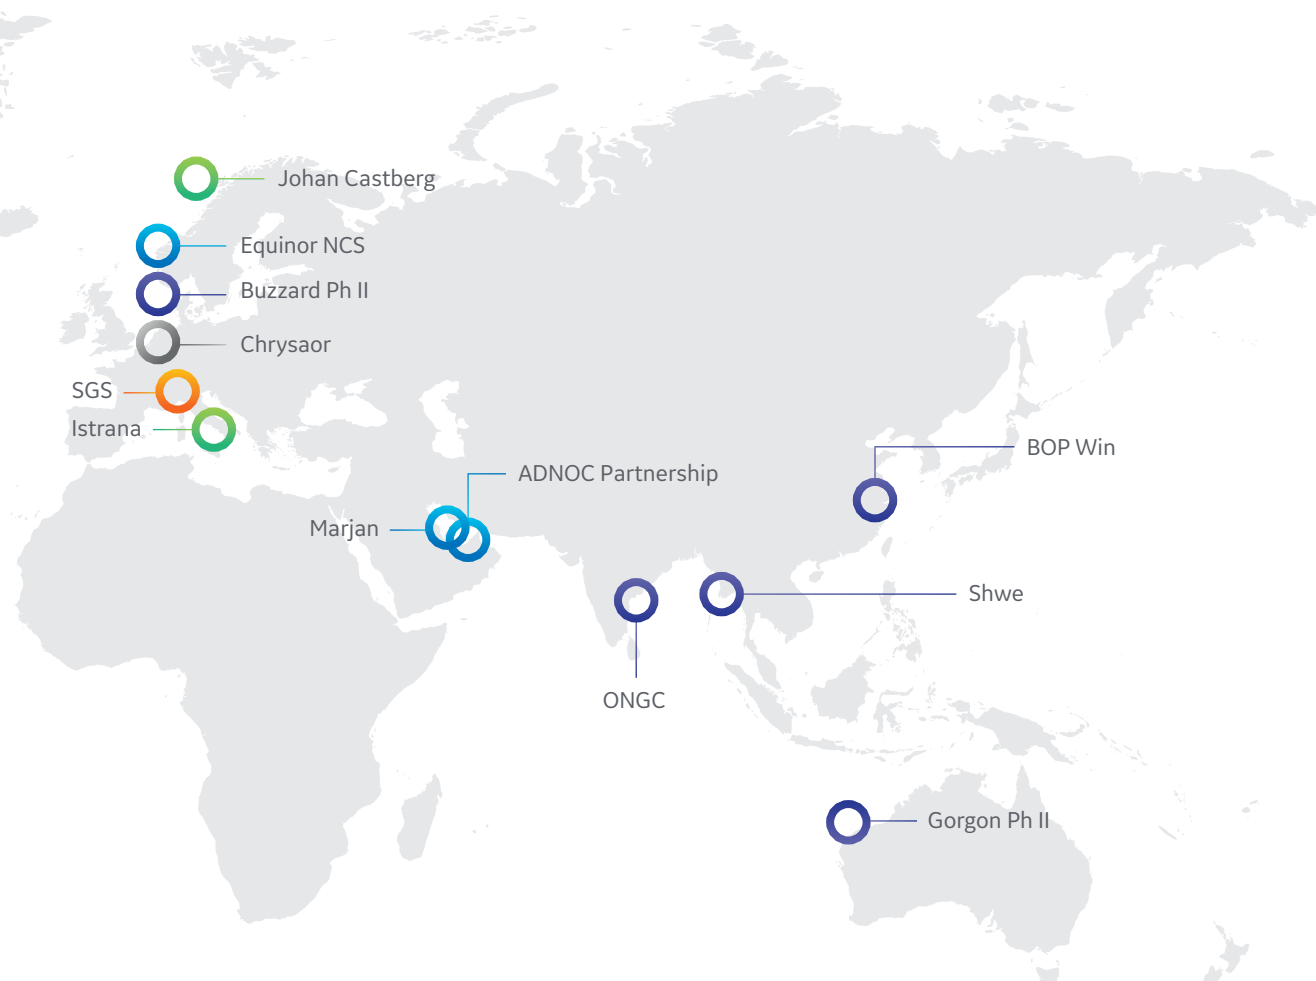 Johan Castberg
Equinor NCS
Buzzard Ph II
Chrysaor
SGS
Istrana
BOP Win
ADNOC Partnership
Marjan
Shwe
ONGC
Gorgon Ph II